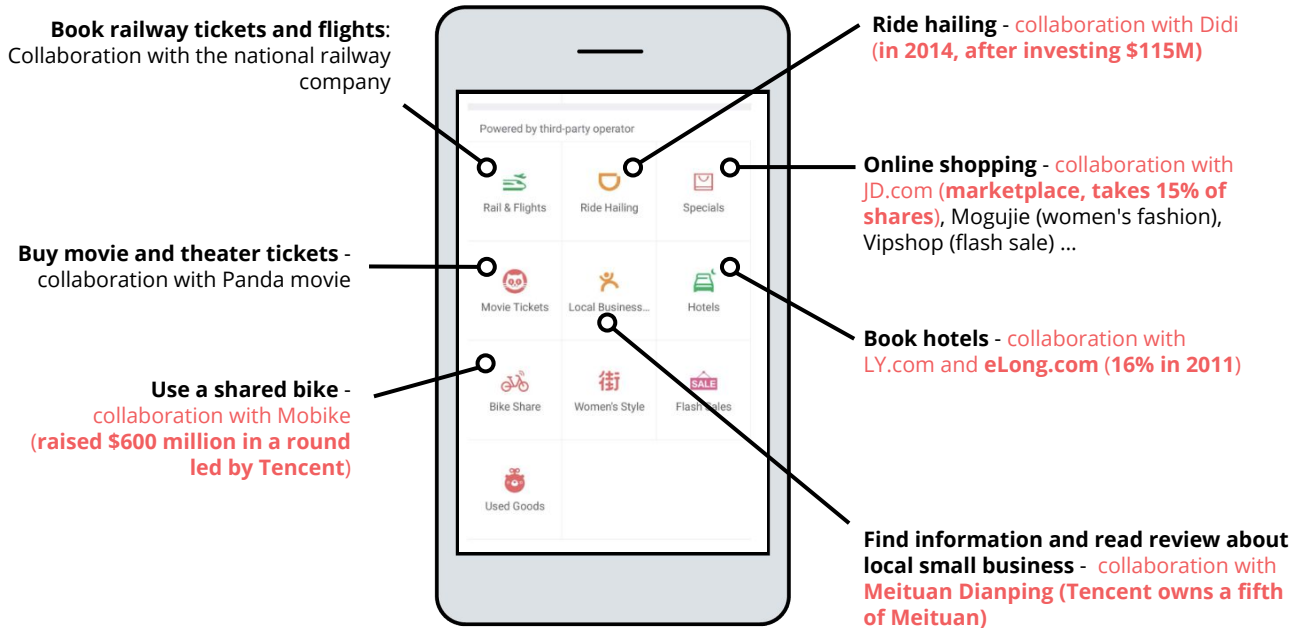 Book railway tickets and flights:
Collaboration with the national railway
company
Buy movie and theater tickets -
collaboration with Panda movie
Use a shared bike -
collaboration with Mobike
(raised $600 million in a round
led by Tencent)
Powered by third-party operator
Rail & Flights
Ride Hailing
Specials
Movie Tickets
Local Business...
Hotels
街
SALE
Bike Share
Women's Style
Flash Sales
Used Goods
Ride hailing - collaboration with Didi
(in 2014, after investing $115M)
Online shopping - collaboration with
JD.com (marketplace, takes 15% of
shares), Mogujie (women's fashion),
Vipshop (flash sale) ...
Book hotels - collaboration with
LY.com and eLong.com (16% in 2011)
Find information and read review about
local small business - collaboration with
Meituan Dianping (Tencent owns a fifth
of Meituan)